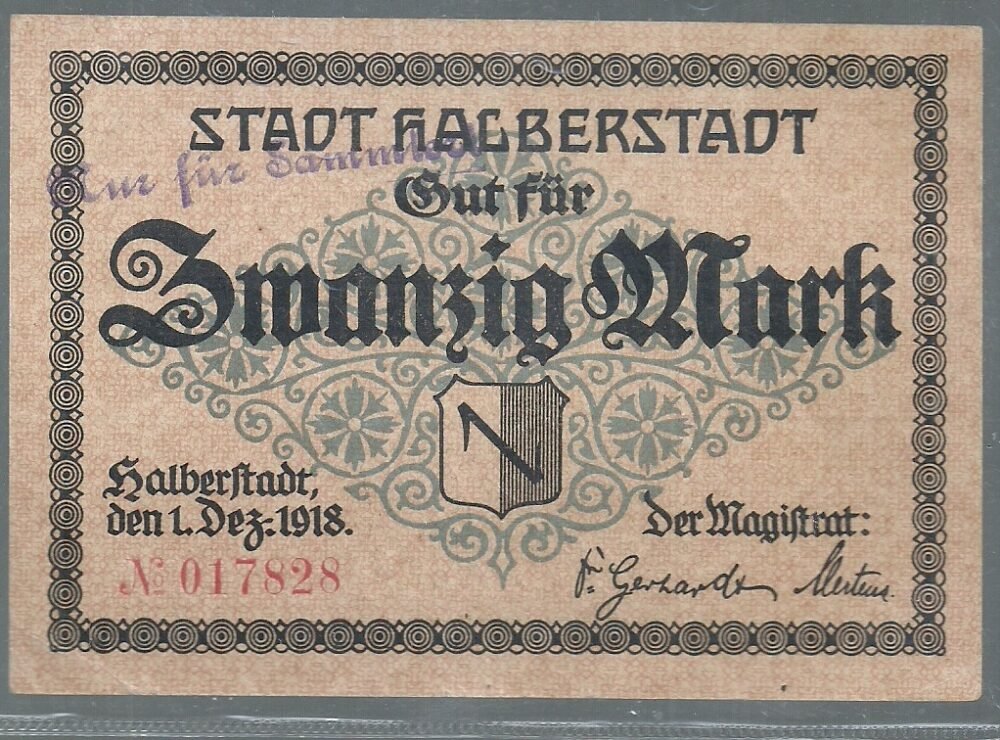 STADT HALBERSTADT
Nur für Sammler
Gut für
Zwanzig Mark
Halberstadt,
den 1. Dez. 1918.
Der Magistrat:
№ 017828
Gerhardt Mertens